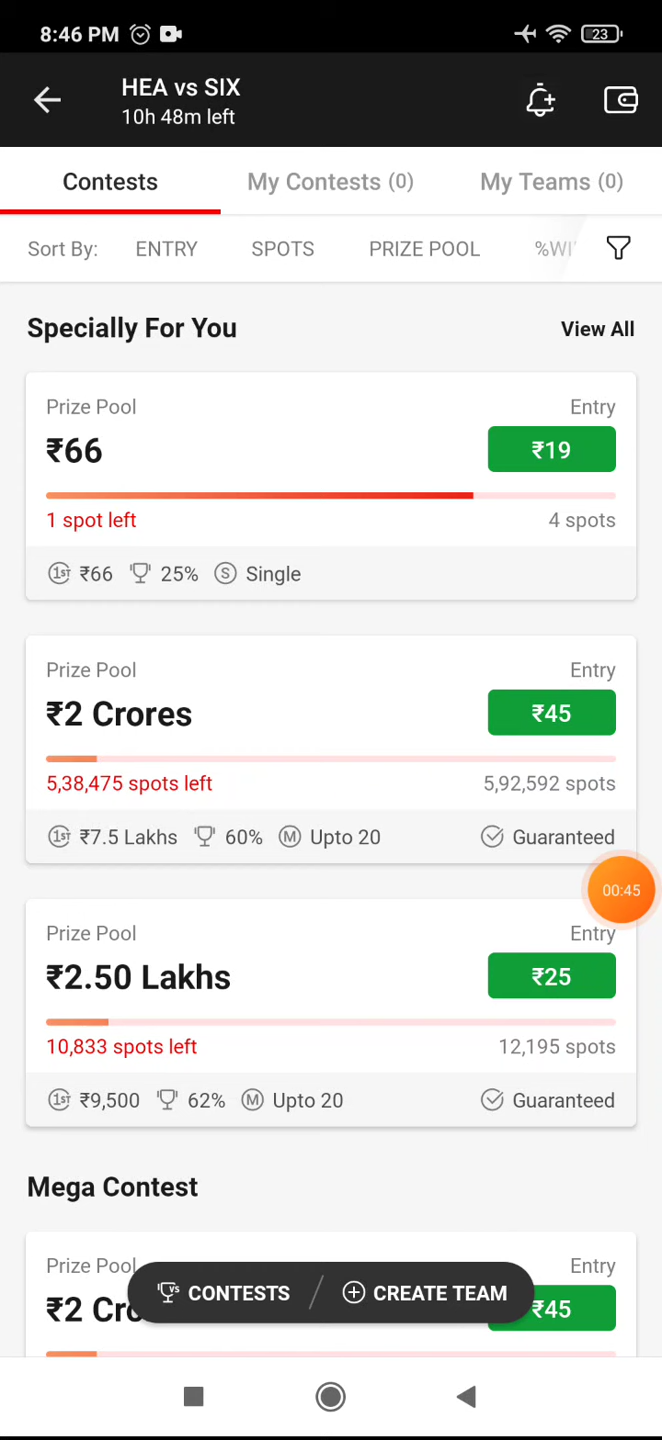 8:46 PM 23
HEA vs SIX
10h 48m left
Contests My Contests (0) My Teams (0)
Sort By: ENTRY SPOTS PRIZE POOL
Specially For You View All
Prize Pool Entry
₹66 ₹19
1 spot left 4 spots
1ST ₹66 25% S Single
Prize Pool Entry
₹2 Crores ₹45
5,38,475 spots left 5,92,592 spots
1ST ₹7.5 Lakhs 60% M Upto 20 Guaranteed
00:45
Prize Pool Entry
₹2.50 Lakhs ₹25
10,833 spots left 12,195 spots
1ST ₹9,500 62% M Upto 20 Guaranteed
Mega Contest
Prize Pool Entry
VS CONTESTS CREATE TEAM
₹2 ₹45